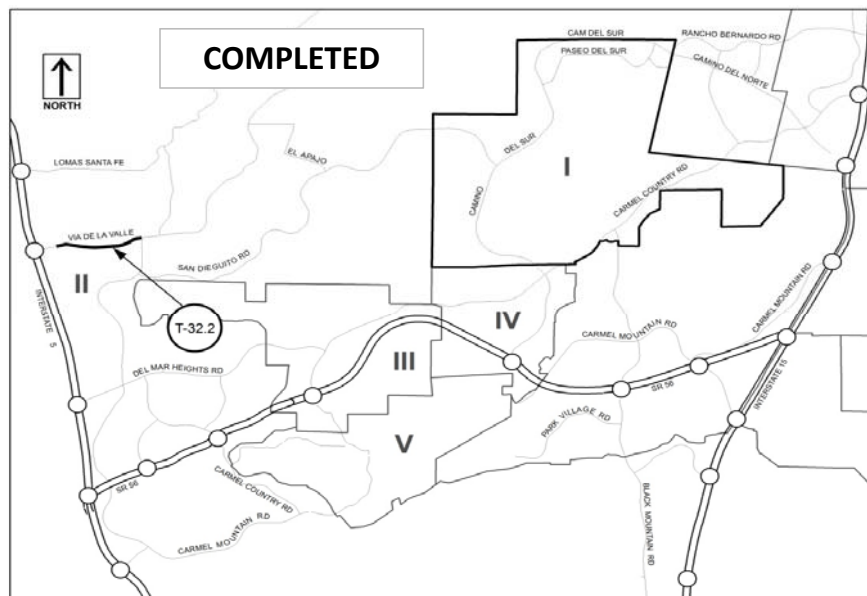 COMPLETED
NORTH
CAM DEL SUR
RANCHO BERNARDO RD
PASEO DEL SUR
CAMINO DEL NORTE
LOMAS SANTA FE
EL APAJO
DEL SUR
CAMINO
I
CARMEL COUNTRY RD
VIA DE LA VALLE
SAN DIEGUITO RD
II
INTERSTATE 5
T-32.2
IV
CARMEL MOUNTAIN RD
CARMEL MOUNTAIN RD
DEL MAR HEIGHTS RD
III
SR 56
INTERSTATE 15
PARK VILLAGE RD
V
SR 56
CARMEL COUNTRY RD
BLACK MOUNTAIN RD
CARMEL MOUNTAIN RD